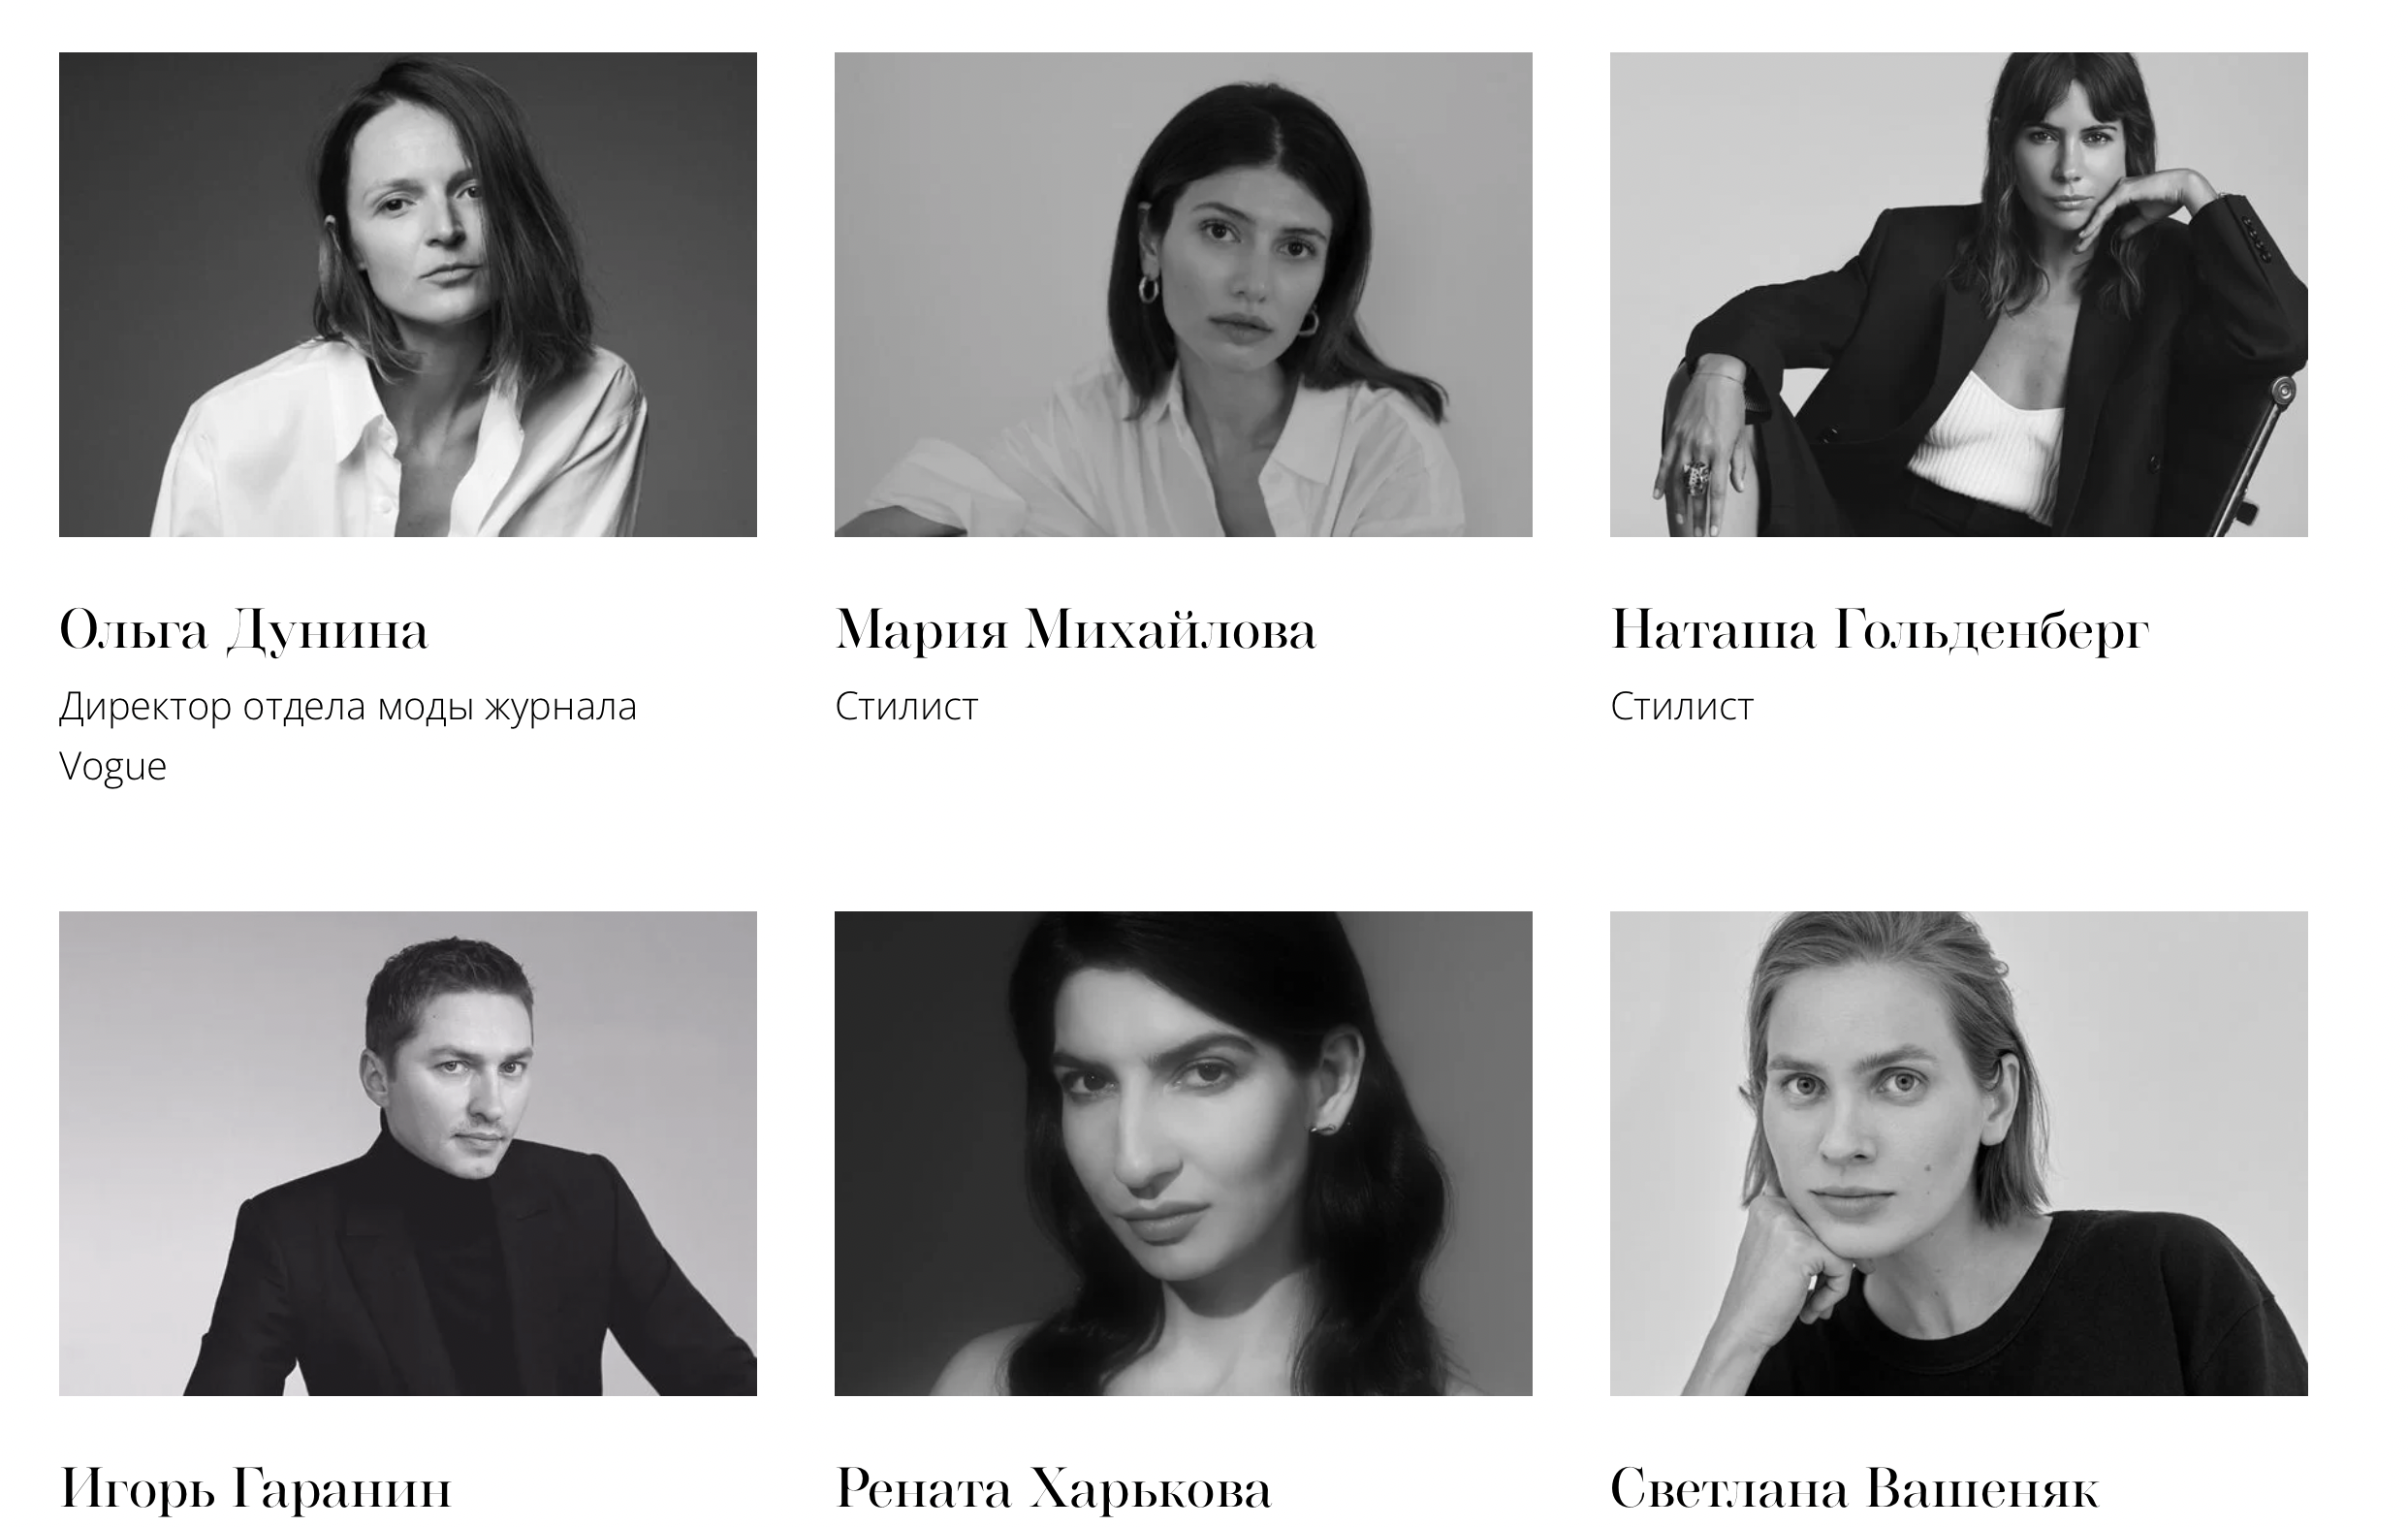 Ольга Дунина
Директор отдела моды журнала
Vogue
Мария Михайлова
Стилист
Наташа Гольденберг
Стилист
Игорь Гаранин
Рената Харькова
Светлана Вашеняк